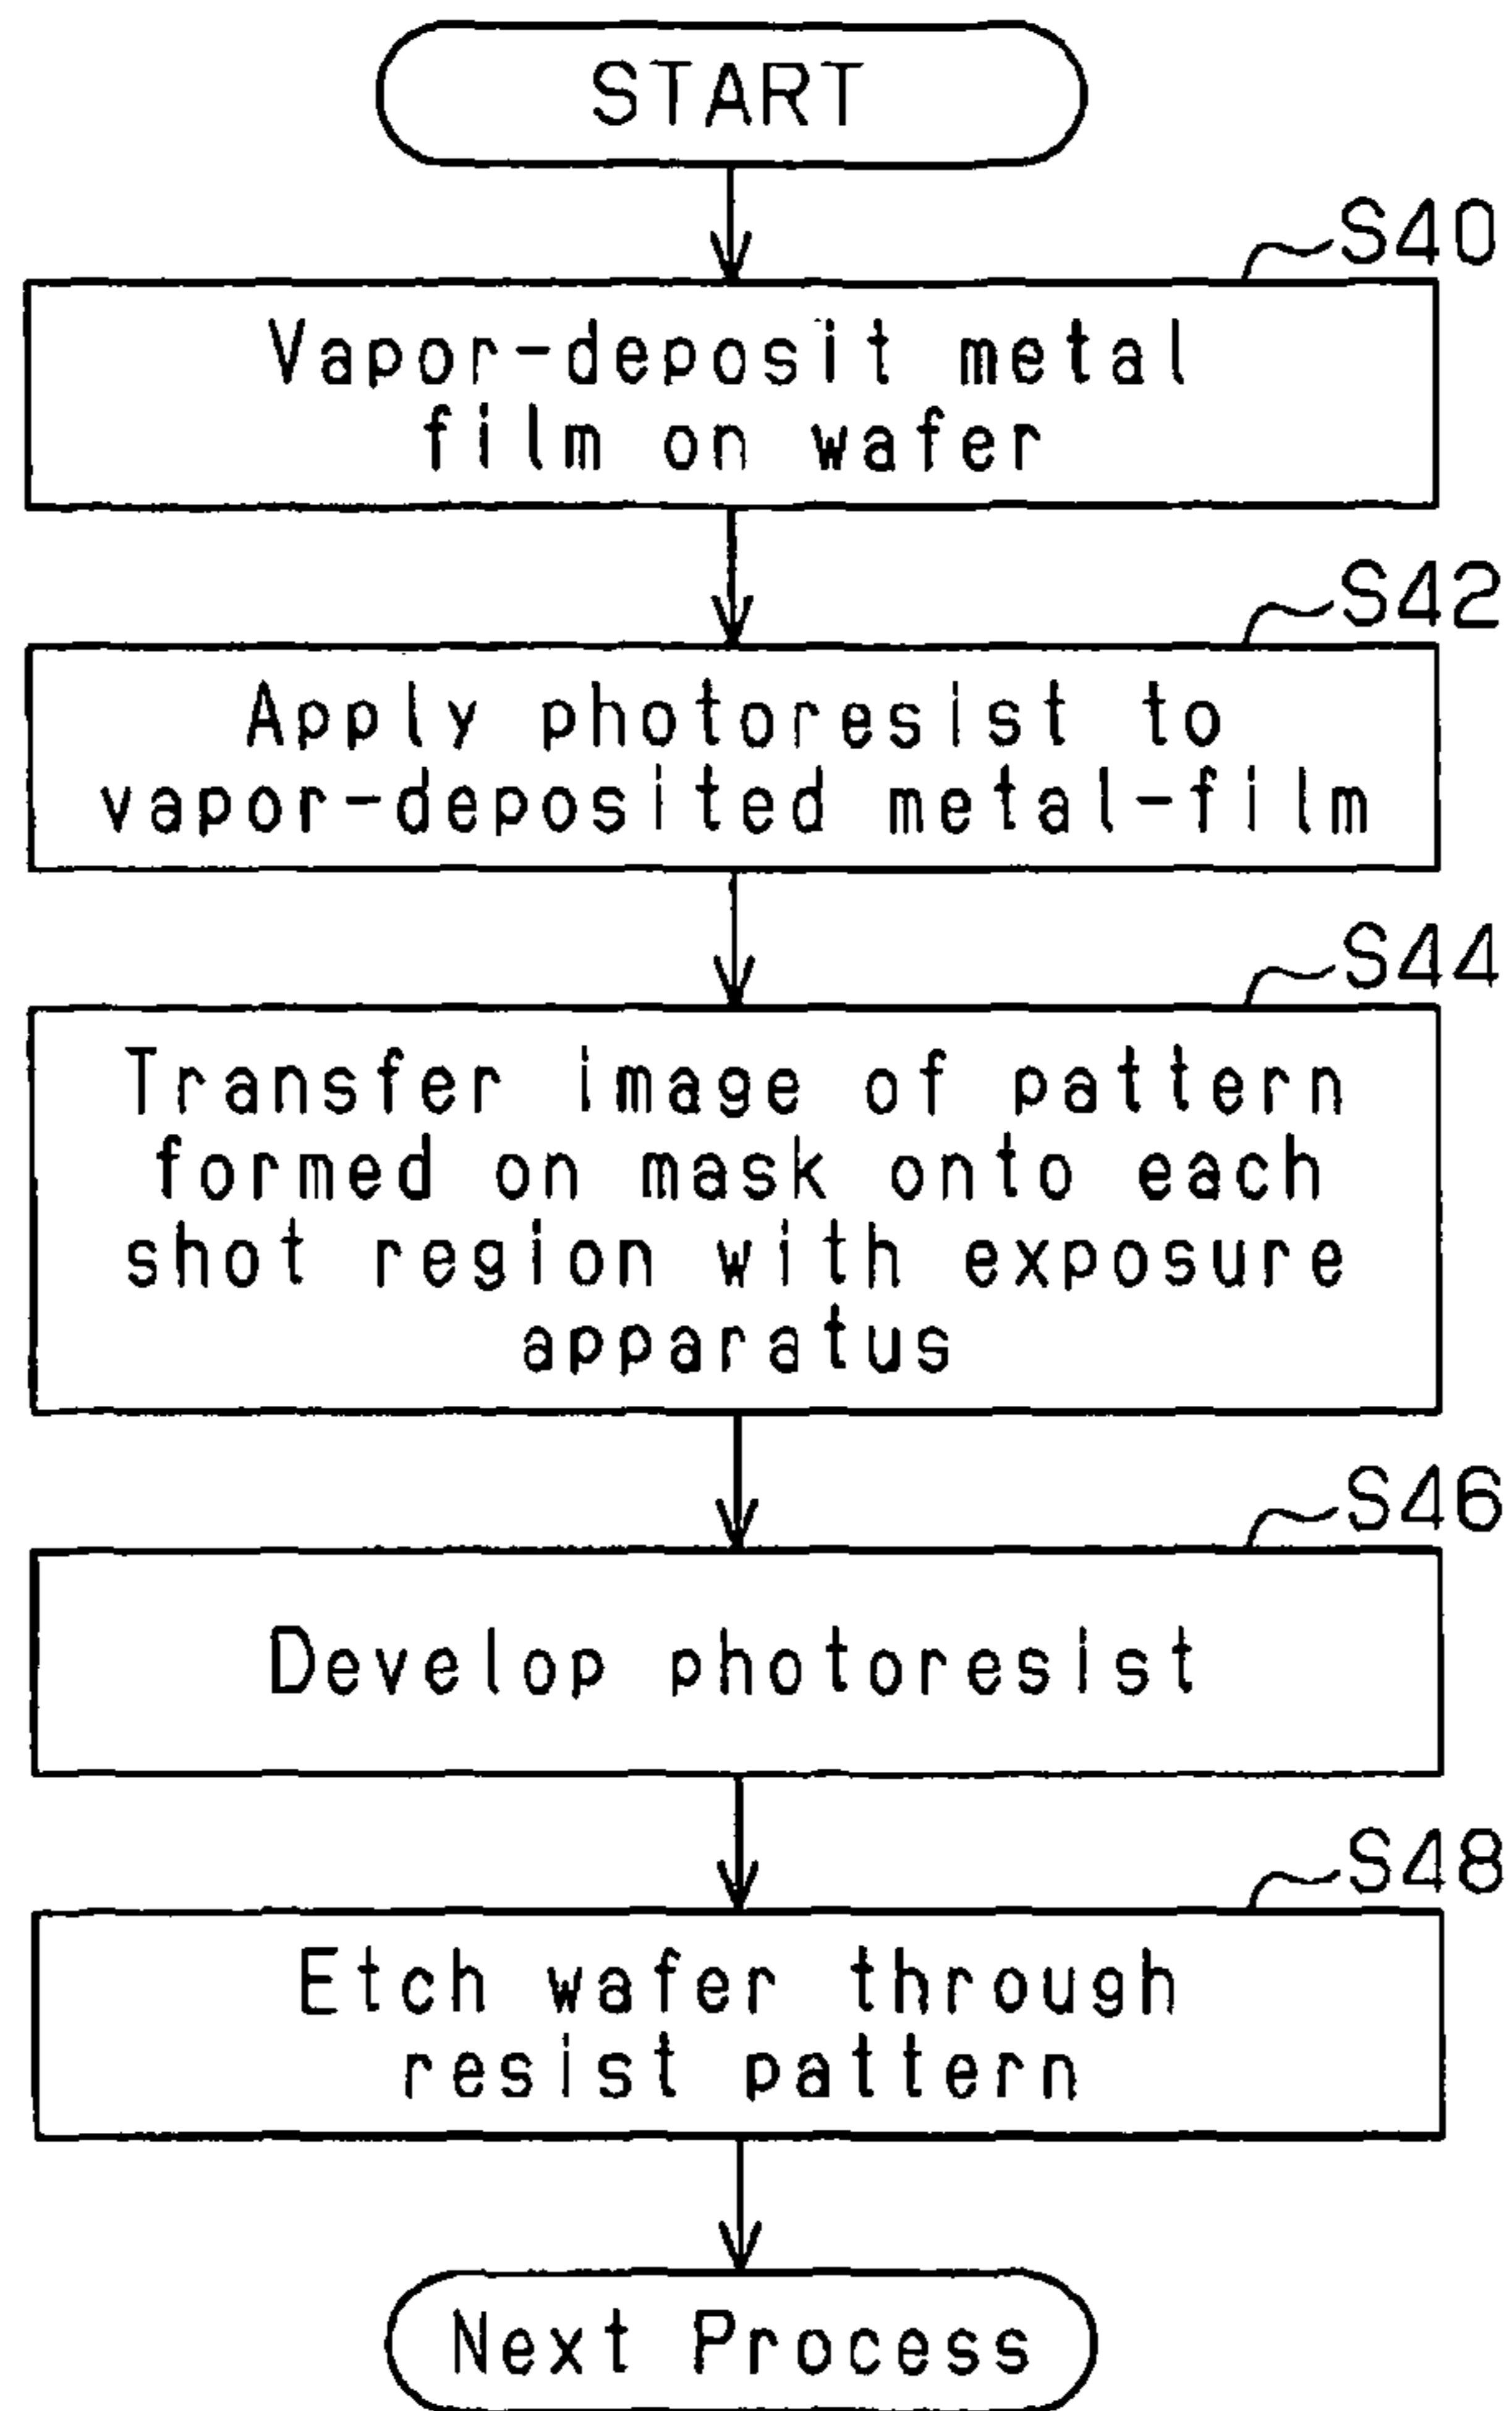 START
S40
Vapor-deposit metal
film on wafer
S42
Apply photoresist to
vapor-deposited metal-film
S44
Transfer image of pattern
formed on mask onto each
shot region with exposure
apparatus
S46
Develop photoresist
S48
Etch wafer through
resist pattern
Next Process